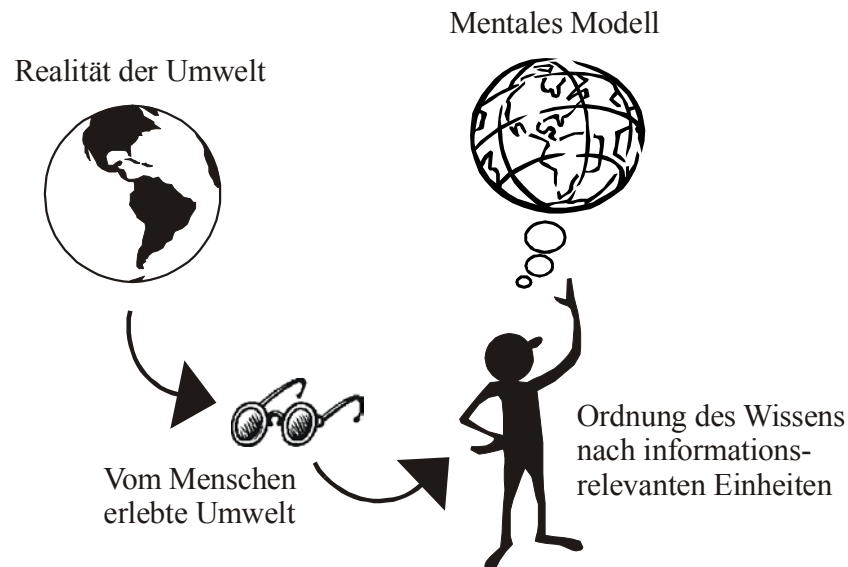 Mentales Modell
Realität der Umwelt
Ordnung des Wissens
nach informations-
relevanten Einheiten
Vom Menschen
erlebte Umwelt